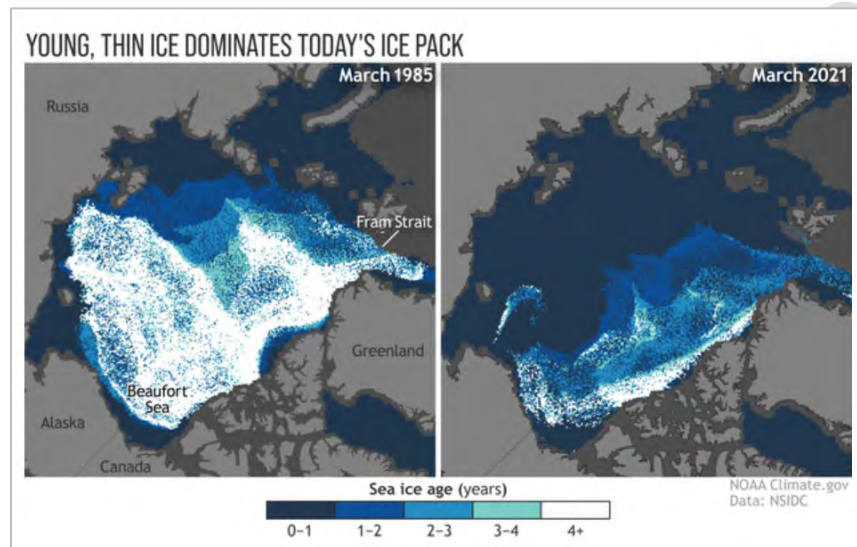 YOUNG, THIN ICE DOMINATES TODAY'S ICE PACK
March 1985
March 2021
Russia
Fram Strait
Greenland
Beaufort
Sea
Alaska
Canada
Sea ice age (years)
0–1 1–2 2–3 3–4 4+
NOAA Climate.gov
Data: NSIDC